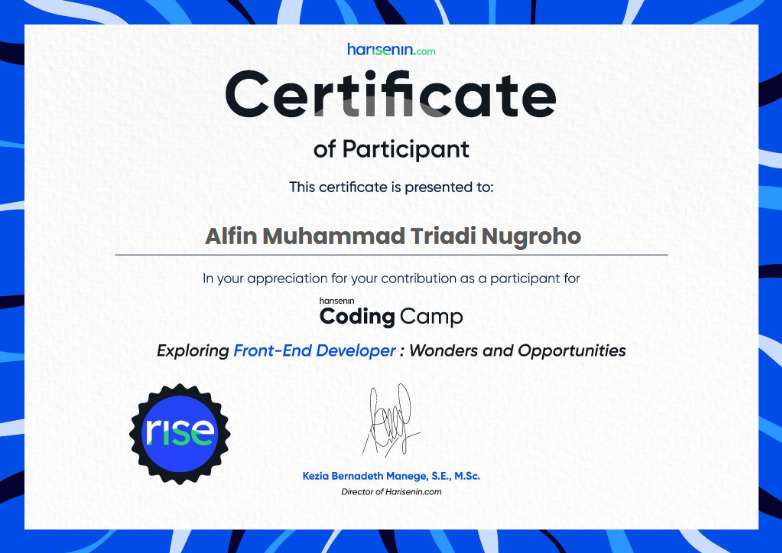 harisenin.com
Certificate
of Participant
This certificate is presented to:
Alfin Muhammad Triadi Nugroho
In your appreciation for your contribution as a participant for
harisenin
Coding Camp
Exploring Front-End Developer : Wonders and Opportunities
rise
Kezia Bernadeth Manege, S.E., M.Sc.
Director of Harisenin.com